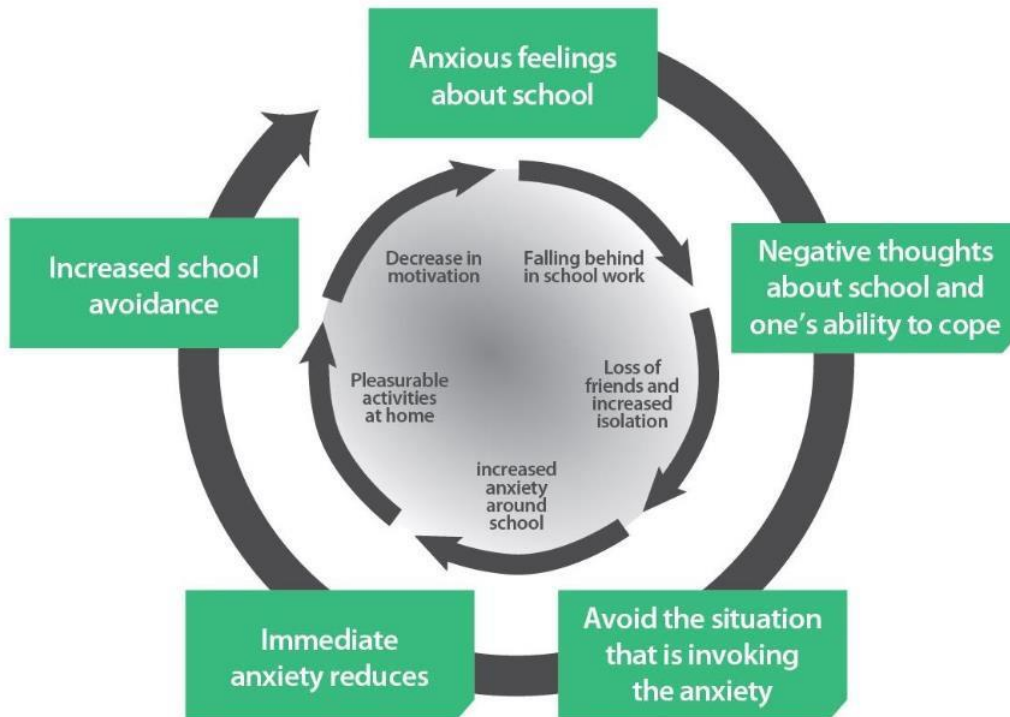 Anxious feelings
about school
Negative thoughts
about school and
one's ability to cope
Avoid the situation
that is invoking
the anxiety
Immediate
anxiety reduces
Increased school
avoidance
Falling behind
in school work
Loss of
friends and
increased
isolation
increased
anxiety
around
school
Pleasurable
activities
at home
Decrease in
motivation